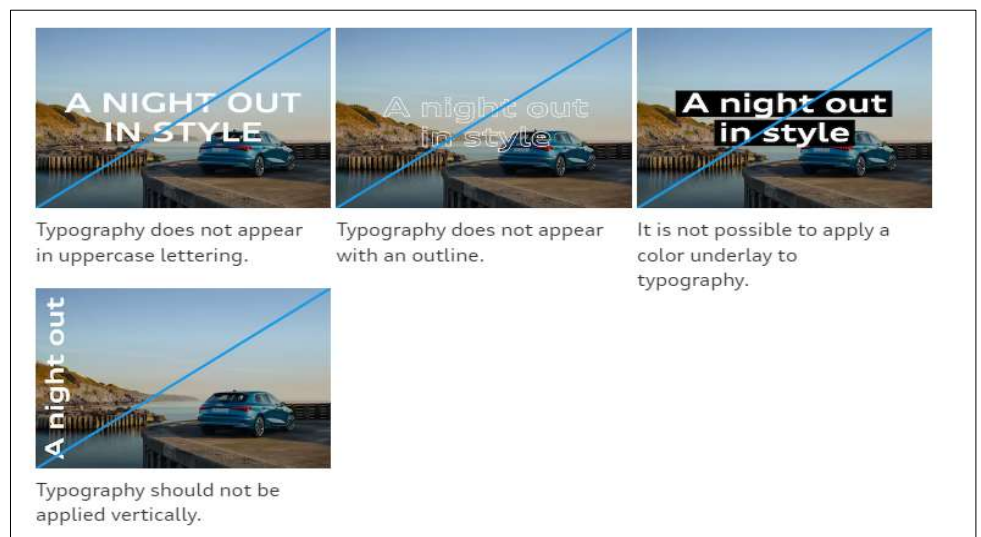 A NIGHT OUT
IN STYLE
A night out
in style
A night out
in style
Typography does not appear
in uppercase lettering.
Typography does not appear
with an outline.
It is not possible to apply a
color underlay to
typography.
A night out
Typography should not be
applied vertically.